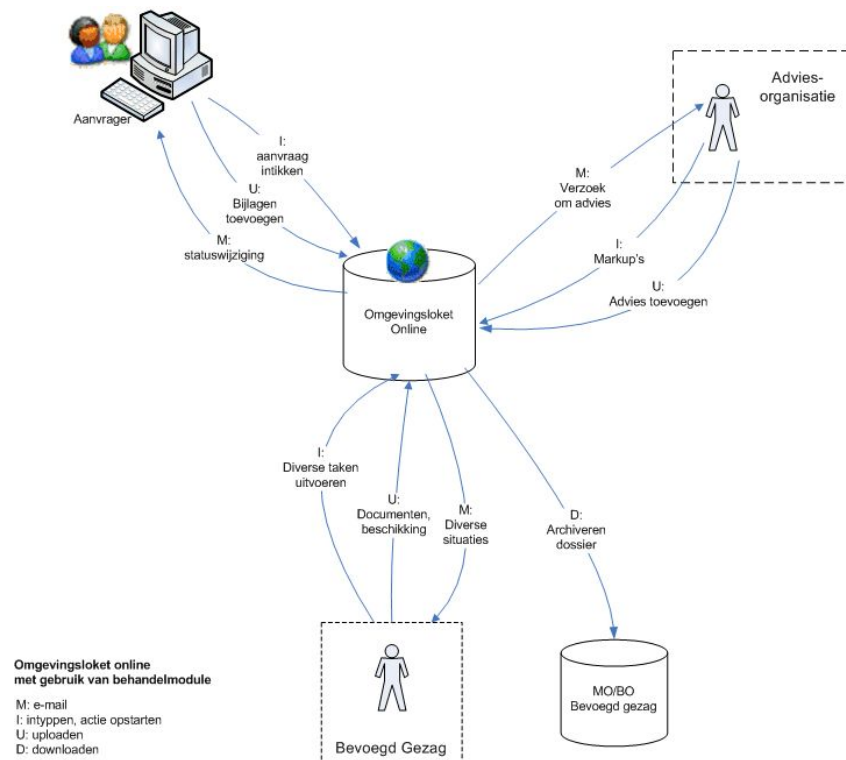 Aanvrager
Advies-
organisatie
I:
aanvraag
intikken
U:
Bijlagen
toevoegen
M:
statuswijziging
M:
Verzoek
om advies
I:
Markup's
U:
Advies toevoegen
Omgevingsloket
Online
I:
Diverse taken
uitvoeren
U:
Documenten,
beschikking
M:
Diverse
situaties
D:
Archiveren
dossier
Bevoegd Gezag
MO/BO
Bevoegd gezag
Omgevingsloket online
met gebruik van behandelmodule
M: e-mail
I: intyppen, actie opstarten
U: uploaden
D: downloaden